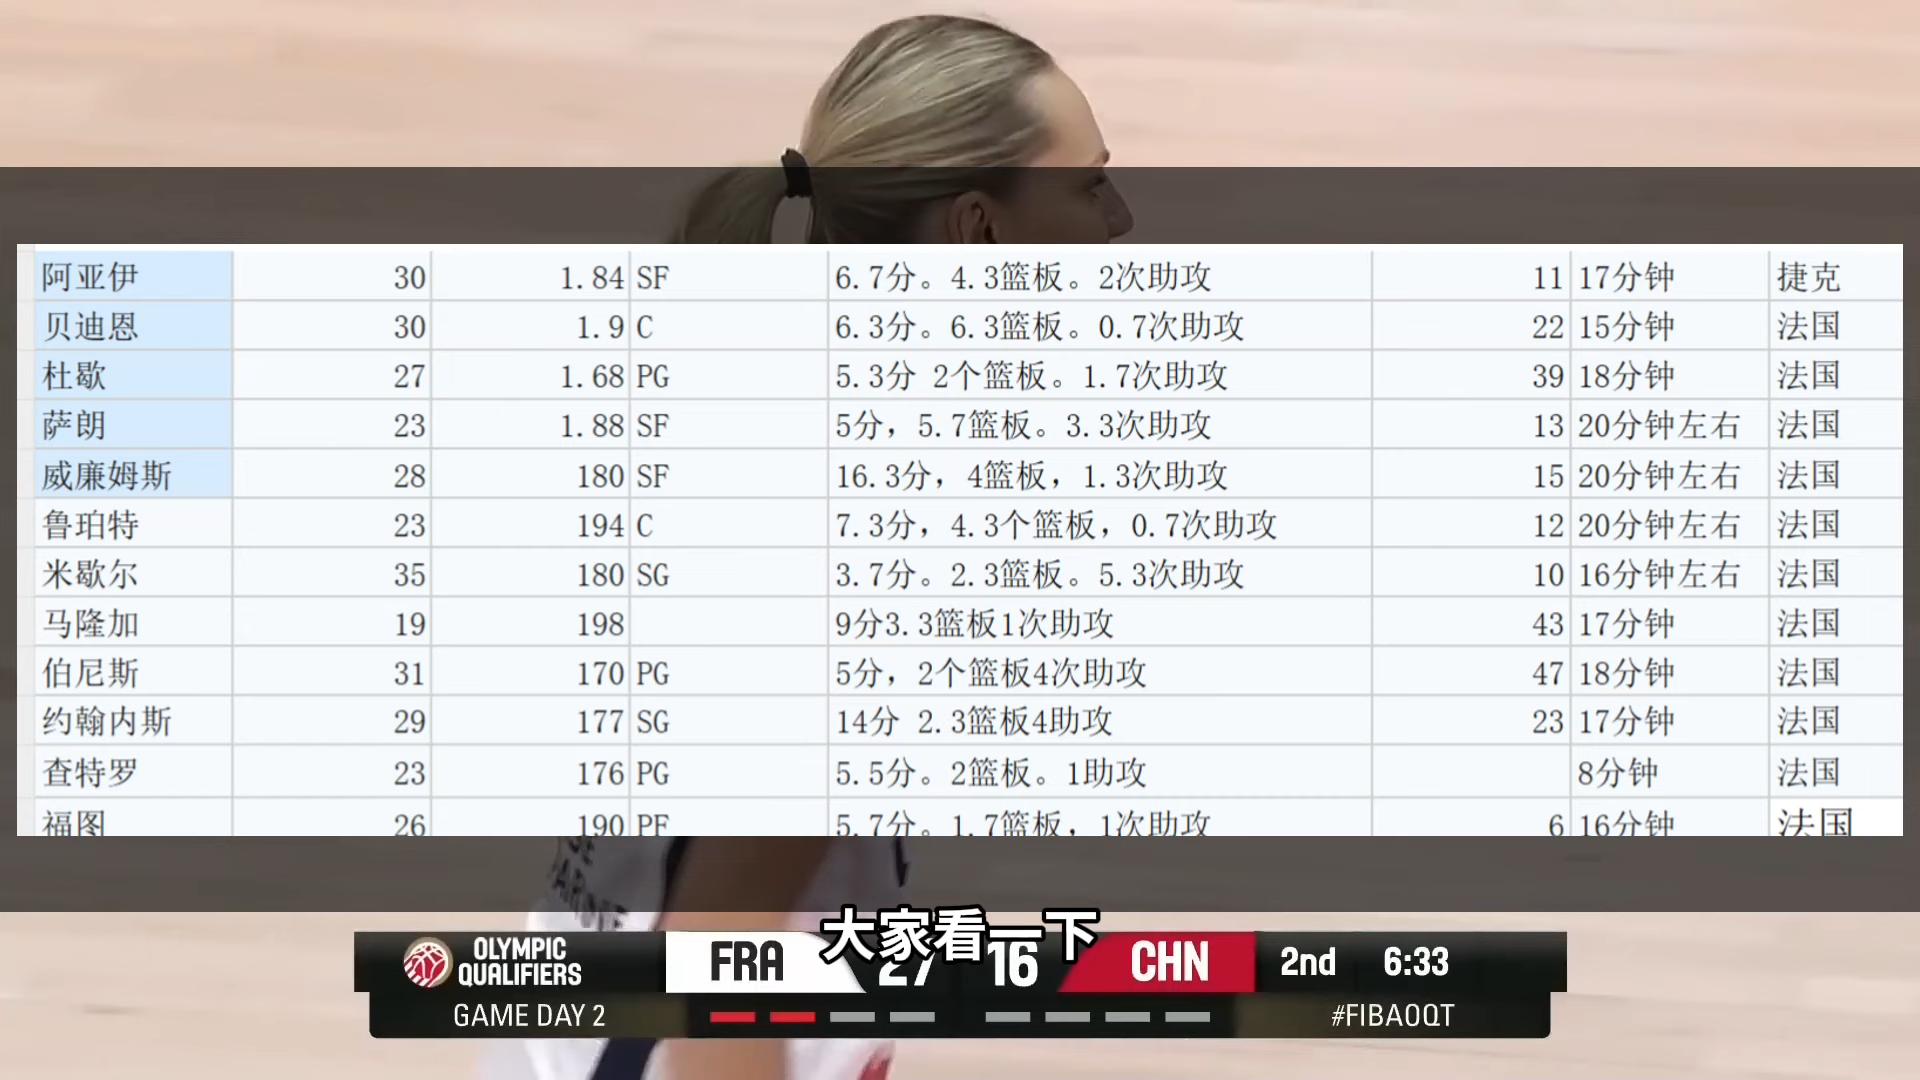 阿亚伊 30 1.84 SF 6.7分。4.3篮板。2次助攻 11 17分钟 捷克
贝迪恩 30 1.9 C 6.3分。6.3篮板。0.7次助攻 22 15分钟 法国
杜歇 27 1.68 PG 5.3分 2个篮板。1.7次助攻 39 18分钟 法国
萨朗 23 1.88 SF 5分，5.7篮板。3.3次助攻 13 20分钟左右 法国
威廉姆斯 28 180 SF 16.3分，4篮板，1.3次助攻 15 20分钟左右 法国
鲁珀特 23 194 C 7.3分，4.3个篮板，0.7次助攻 12 20分钟左右 法国
米歇尔 35 180 SG 3.7分。2.3篮板。5.3次助攻 10 16分钟左右 法国
马隆加 19 198 9分3.3篮板1次助攻 43 17分钟 法国
伯尼斯 31 170 PG 5分，2个篮板4次助攻 47 18分钟 法国
约翰内斯 29 177 SG 14分 2.3篮板4助攻 23 17分钟 法国
查特罗 23 176 PG 5.5分。2篮板。1助攻 8分钟 法国
福图 26 190 PF 5.7分。1.7篮板，1次助攻 6 16分钟 法国
大家看一下
OLYMPIC
QUALIFIERS
FRA 27 16 CHN 2nd 6:33
GAME DAY 2 #FIBAOQT